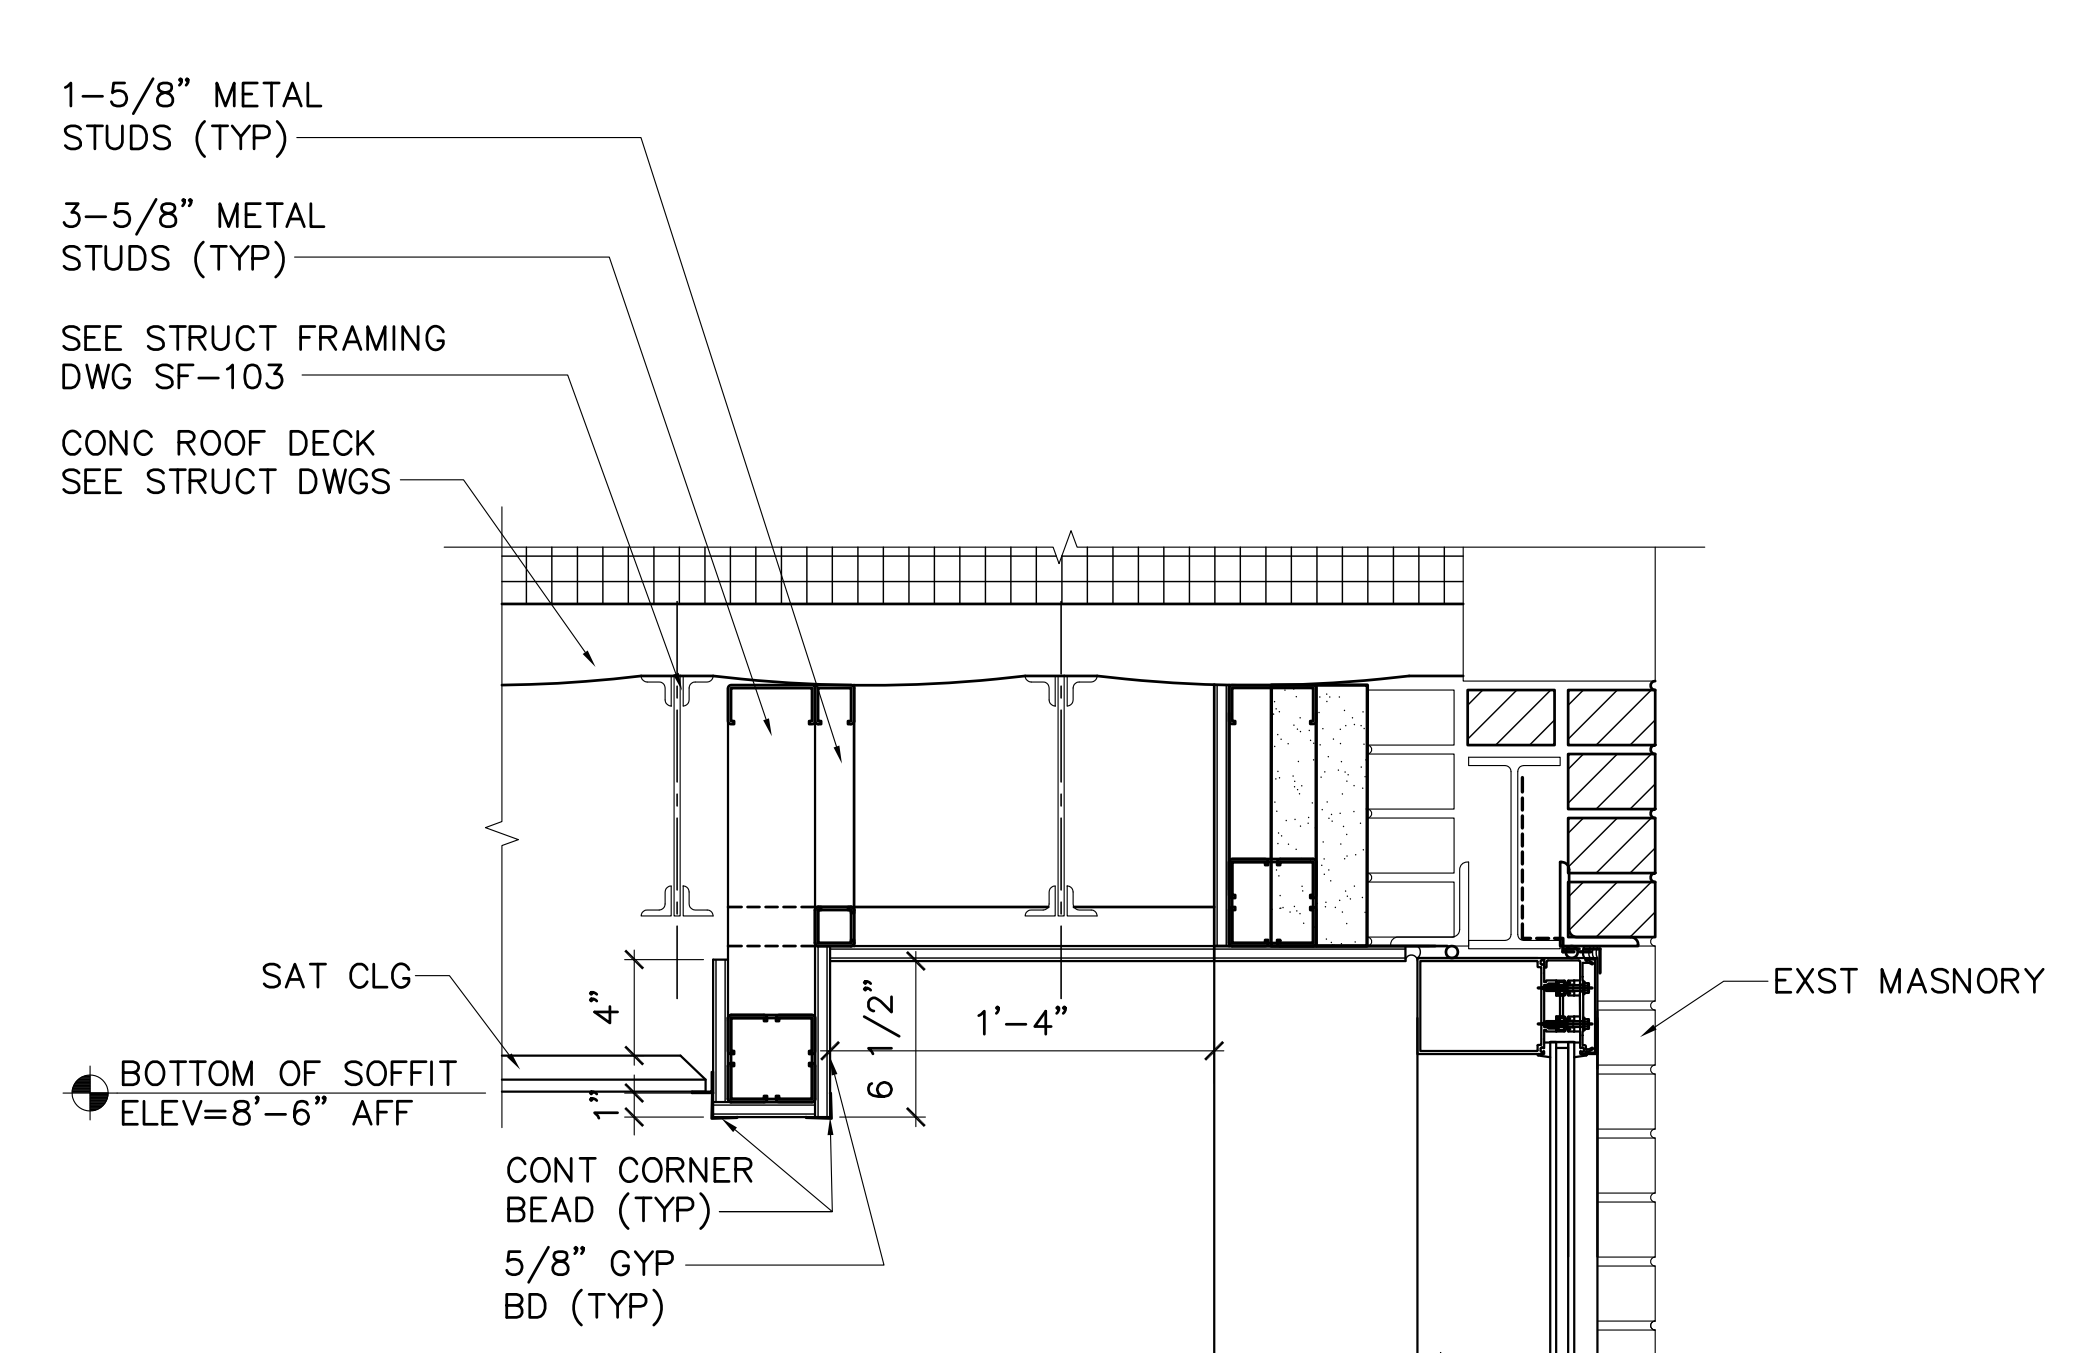 1-5/8" METAL
STUDS (TYP)
3-5/8" METAL
STUDS (TYP)
SEE STRUCT FRAMING
DWG SF-103
CONC ROOF DECK
SEE STRUCT DWGS
SAT CLG
4"
1'-4"
6 1/2"
EXST MASNORY
BOTTOM OF SOFFIT
ELEV=8'-6" AFF
1"
CONT CORNER
BEAD (TYP)
5/8" GYP
BD (TYP)